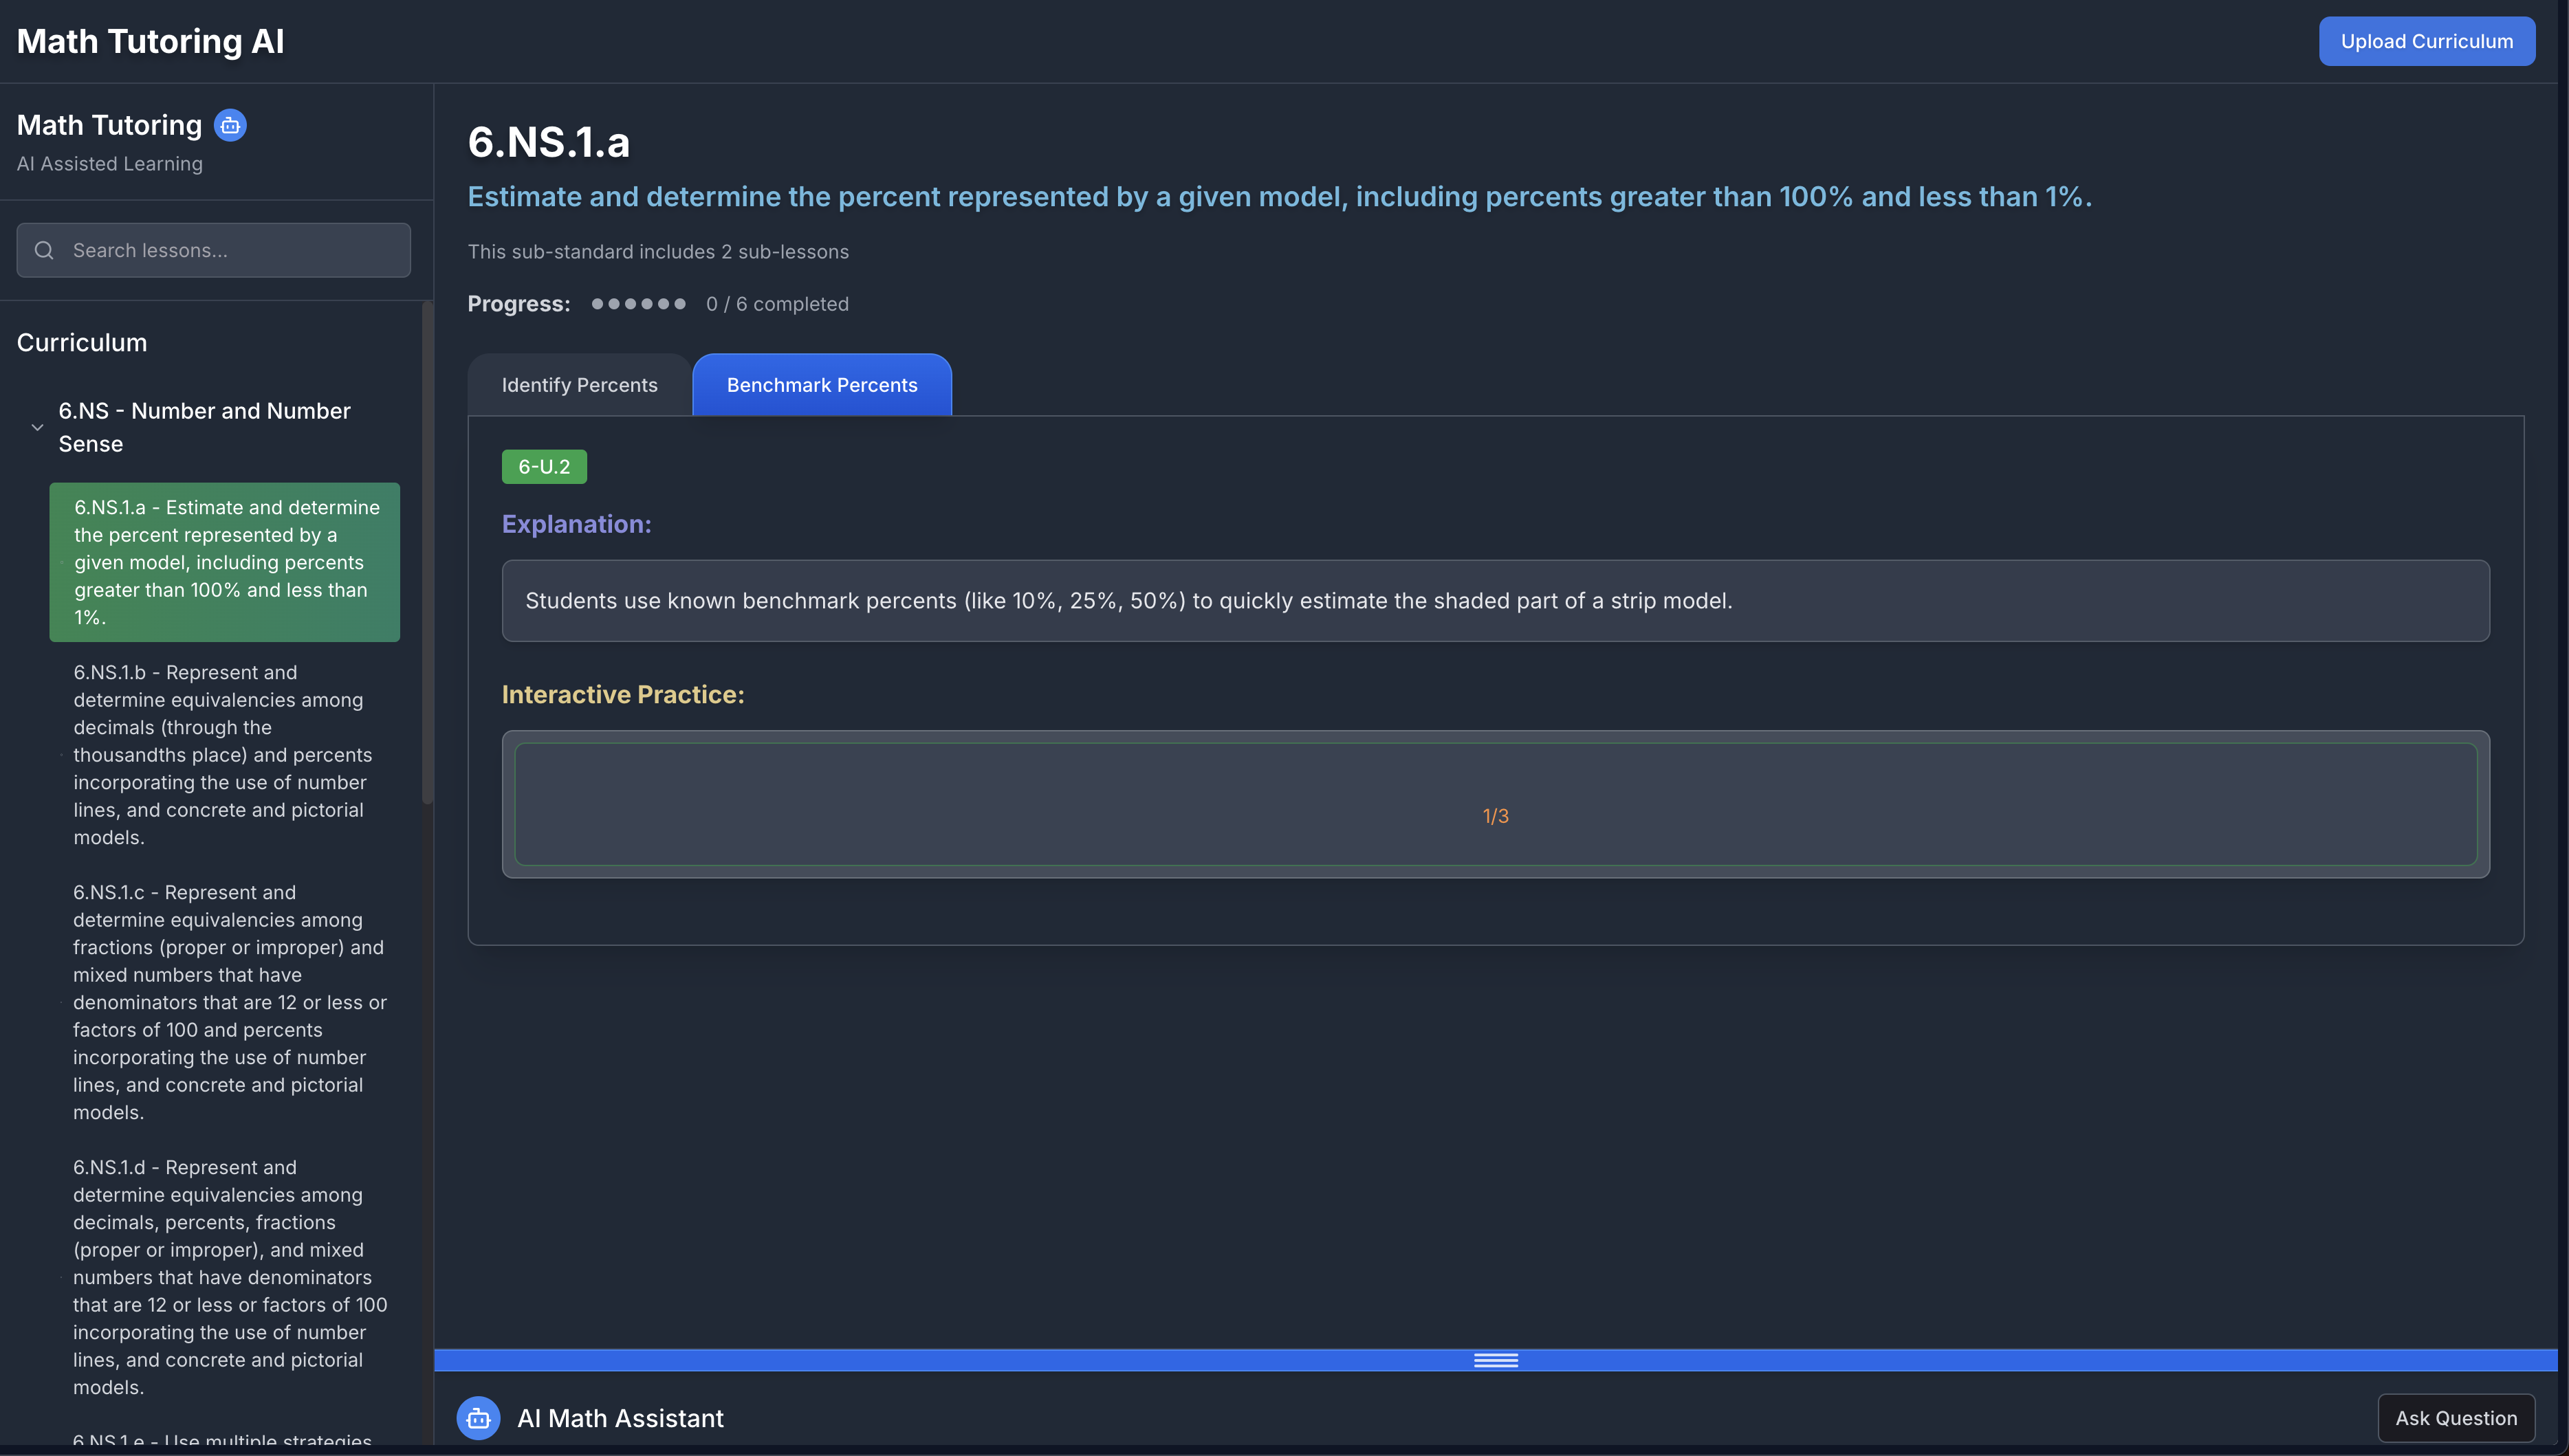 Math Tutoring AI
Upload Curriculum
Math Tutoring
AI Assisted Learning
Search lessons...
Curriculum
6.NS - Number and Number
Sense
6.NS.1.a - Estimate and determine
the percent represented by a
given model, including percents
greater than 100% and less than
1%.
6.NS.1.b - Represent and
determine equivalencies among
decimals (through the
thousandths place) and percents
incorporating the use of number
lines, and concrete and pictorial
models.
6.NS.1.c - Represent and
determine equivalencies among
fractions (proper or improper) and
mixed numbers that have
denominators that are 12 or less or
factors of 100 and percents
incorporating the use of number
lines, and concrete and pictorial
models.
6.NS.1.d - Represent and
determine equivalencies among
decimals, percents, fractions
(proper or improper), and mixed
numbers that have denominators
that are 12 or less or factors of 100
incorporating the use of number
lines, and concrete and pictorial
models.
6.NS.1.e - Use multiple strategies
6.NS.1.a
Estimate and determine the percent represented by a given model, including percents greater than 100% and less than 1%.
This sub-standard includes 2 sub-lessons
Progress: 0 / 6 completed
Identify Percents
Benchmark Percents
6-U.2
Explanation:
Students use known benchmark percents (like 10%, 25%, 50%) to quickly estimate the shaded part of a strip model.
Interactive Practice:
1/3
AI Math Assistant
Ask Question